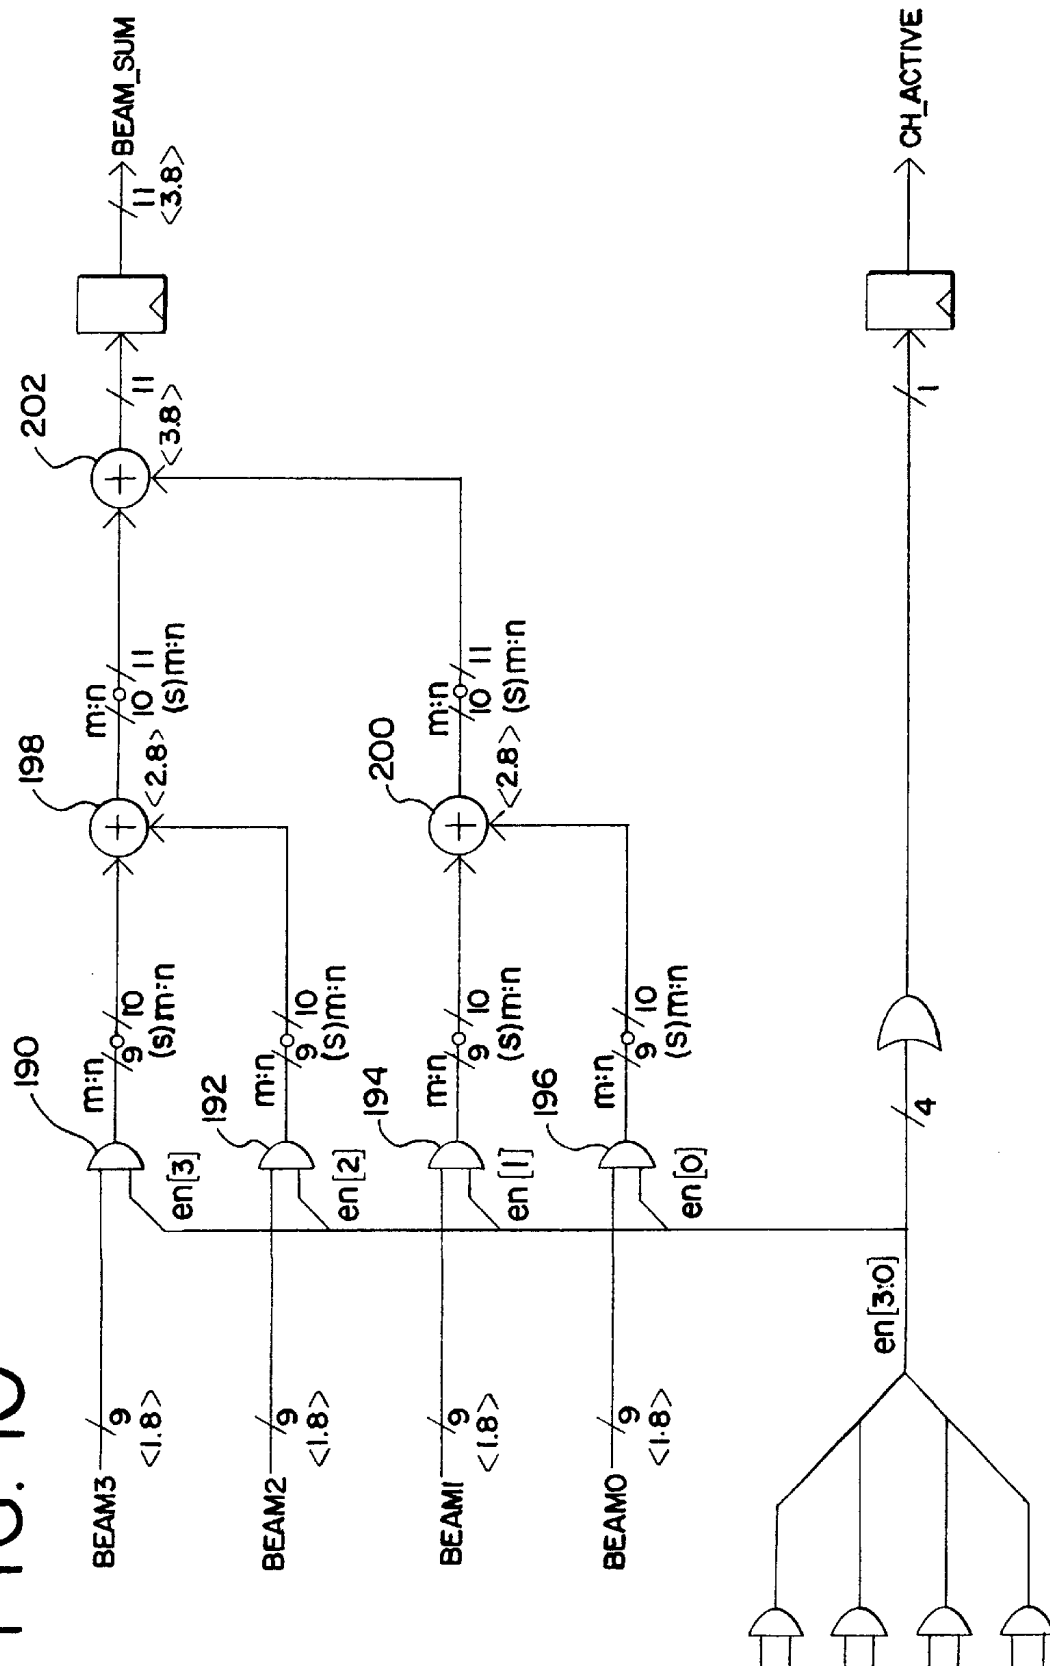 FIG. 10
BEAM3
9
<1.8>
en[3]
190
m:n
9
10
(s)m:n
198
<2.8>
m:n
10
11
(s)m:n
202
<3.8>
11
11
<3.8>
BEAM_SUM
BEAM2
9
<1.8>
en[2]
192
m:n
9
10
(s)m:n
BEAM1
9
<1.8>
en[1]
194
m:n
9
10
(s)m:n
200
<2.8>
m:n
10
11
(s)m:n
BEAM0
9
<1.8>
en[0]
196
m:n
9
10
(s)m:n
en[3:0]
4
1
CH_ACTIVE